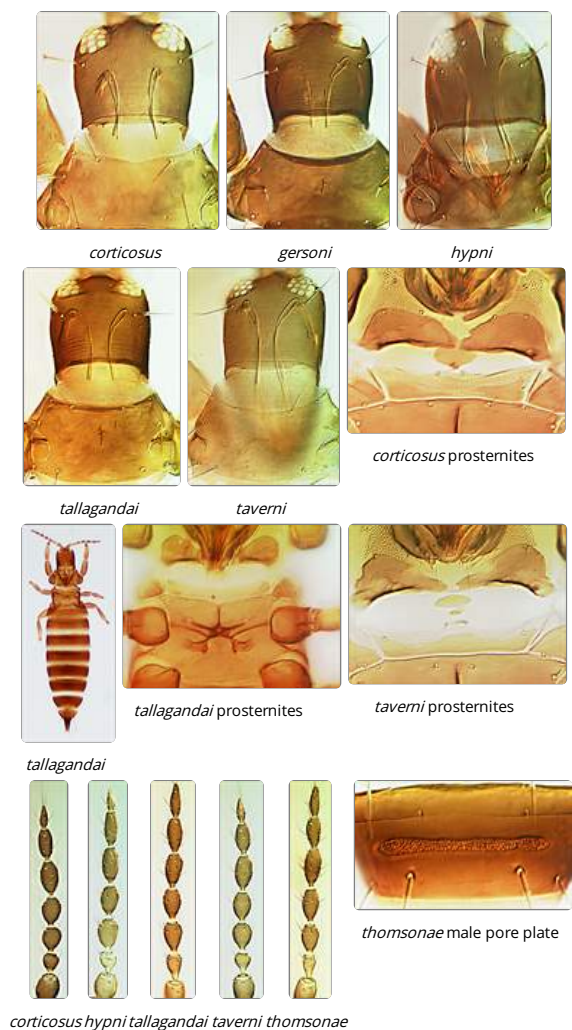 corticosus gersoni hypni
tallagandai taverni
corticosus prosternites
tallagandai prosternites
taverni prosternites
tallagandai
thomsonae male pore plate
corticosus hypni tallagandai taverni thomsonae